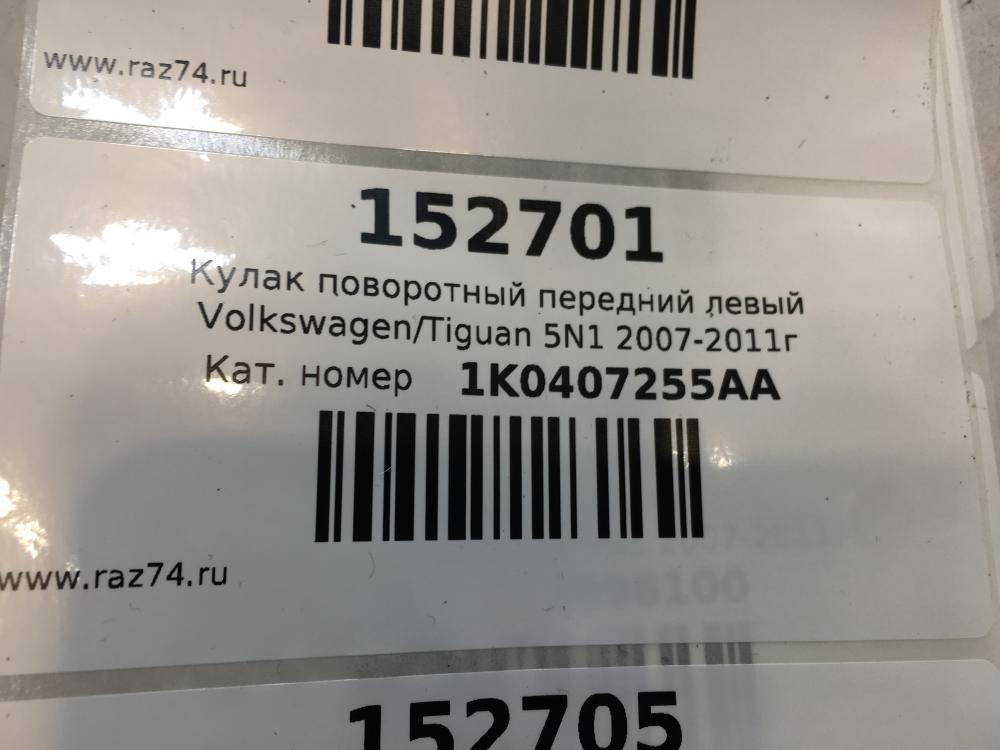 www.raz74.ru
152701
Кулак поворотный передний левый
Volkswagen/Tiguan 5N1 2007-2011г
Кат. номер 1K0407255AA
www.raz74.ru
152705